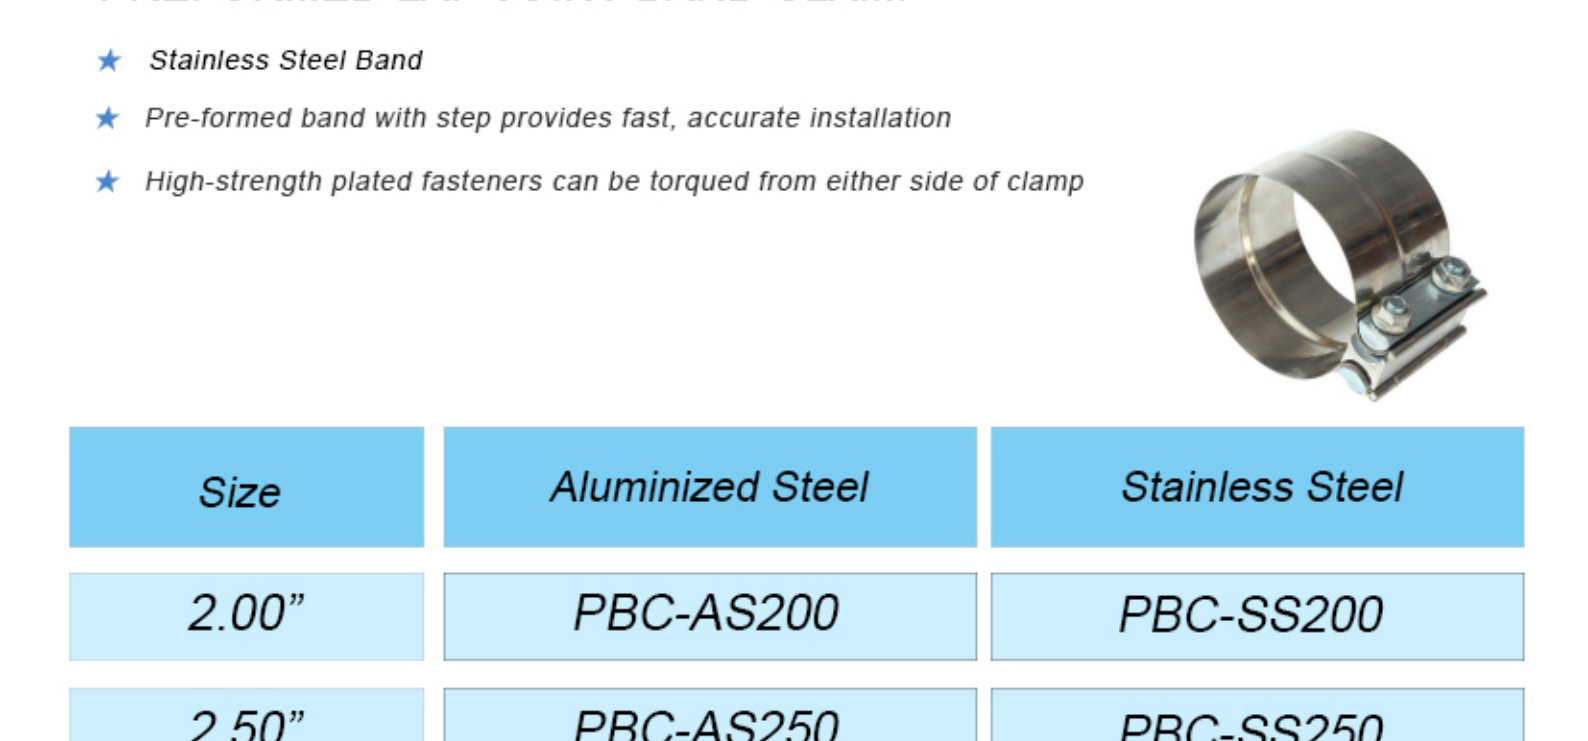 Stainless Steel Band
Pre-formed band with step provides fast, accurate installation
High-strength plated fasteners can be torqued from either side of clamp
Size Aluminized Steel Stainless Steel
2.00” PBC-AS200 PBC-SS200
2.50” PBC-AS250 PBC-SS250